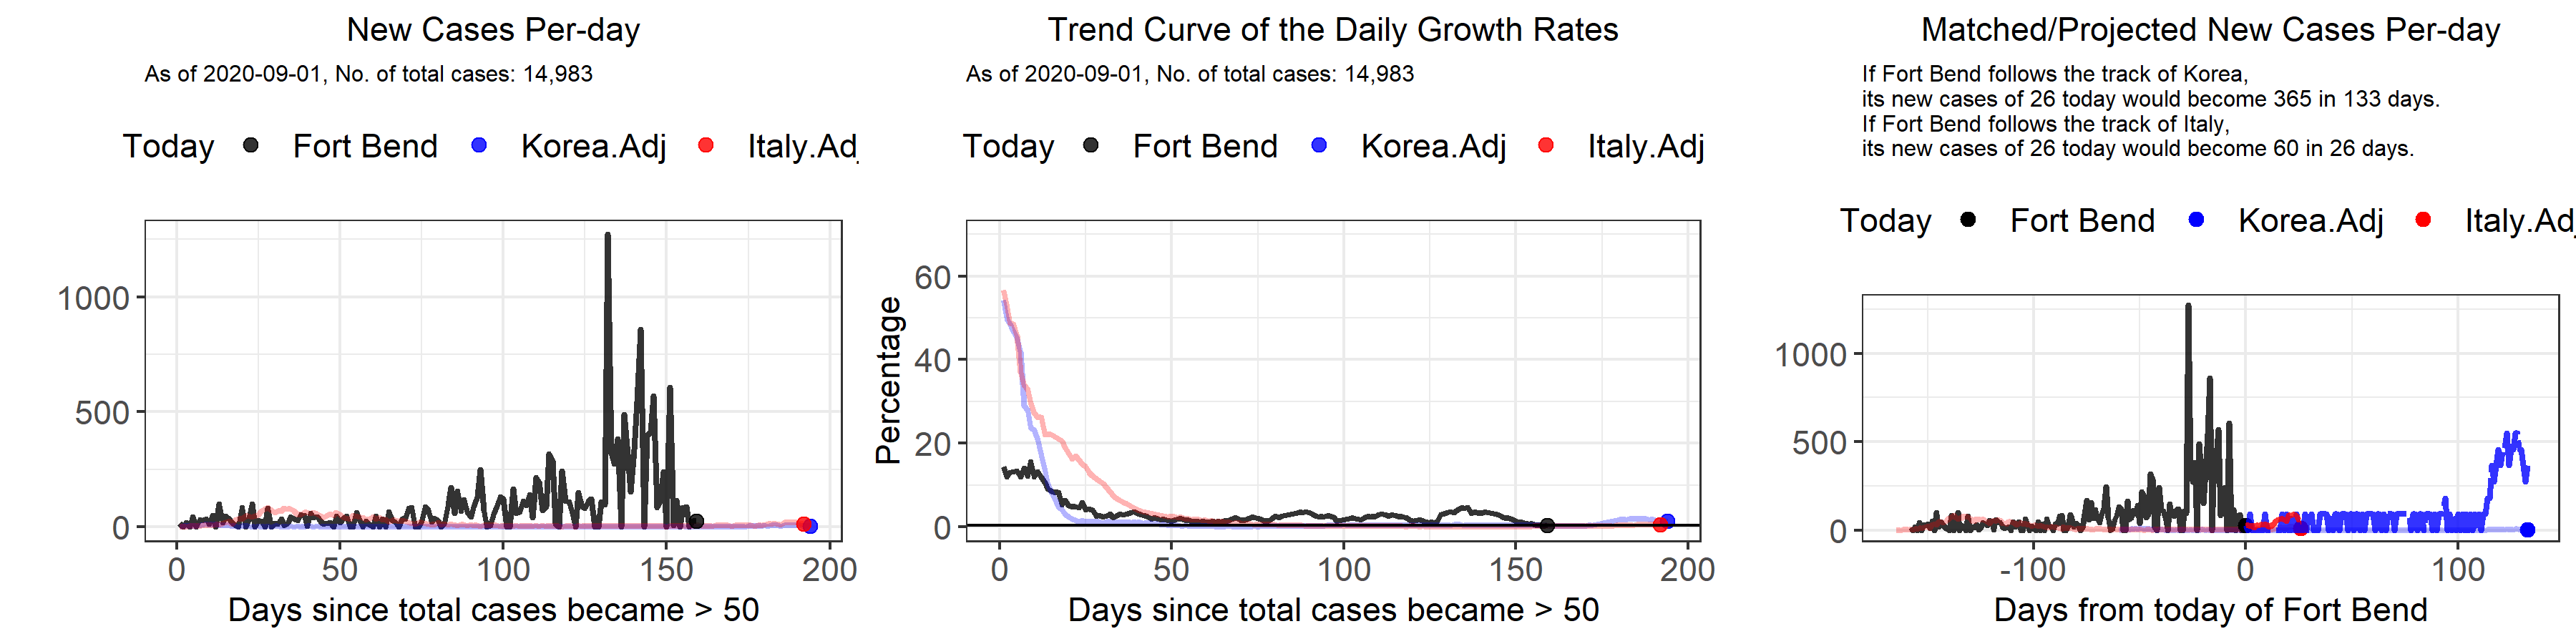 New Cases Per-day
As of 2020-09-01, No. of total cases: 14,983
Today Fort Bend Korea.Adj Italy.Adj
1000
500
0
0 50 100 150 200
Days since total cases became > 50
Trend Curve of the Daily Growth Rates
As of 2020-09-01, No. of total cases: 14,983
Today Fort Bend Korea.Adj Italy.Adj
Percentage
60
40
20
0
0 50 100 150 200
Days since total cases became > 50
Matched/Projected New Cases Per-day
If Fort Bend follows the track of Korea,
its new cases of 26 today would become 365 in 133 days.
If Fort Bend follows the track of Italy,
its new cases of 26 today would become 60 in 26 days.
Today Fort Bend Korea.Adj Italy.Adj
1000
500
0
-100 0 100
Days from today of Fort Bend